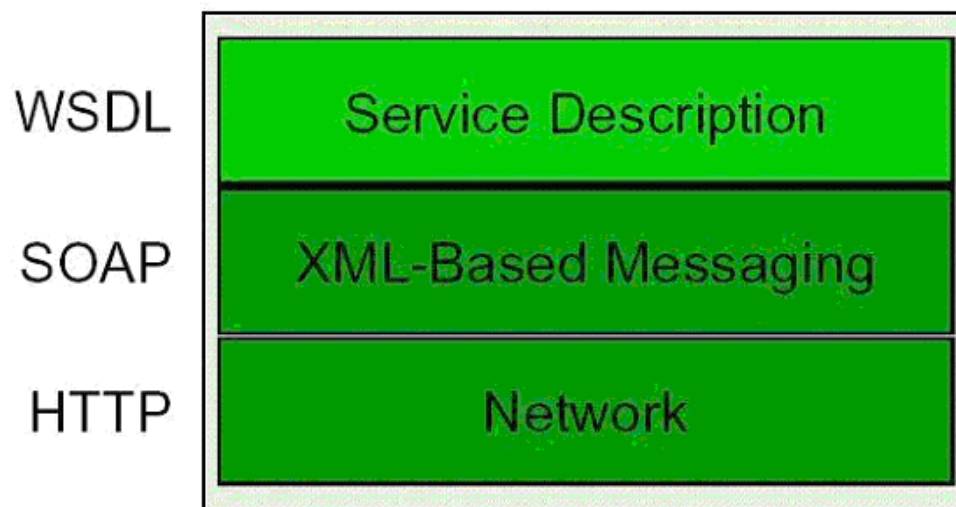 WSDL Service Description
SOAP XML-Based Messaging
HTTP Network